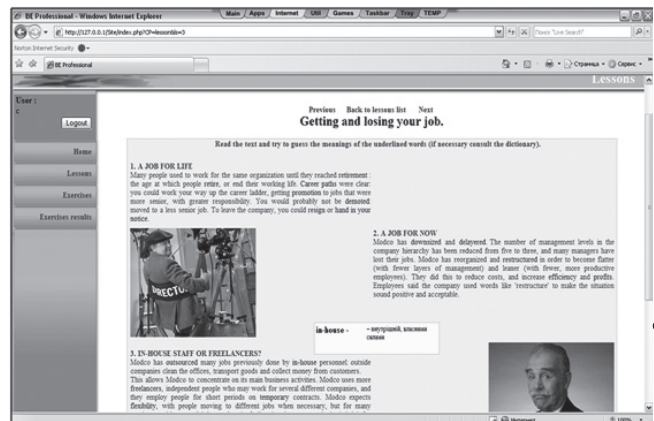 BE Professional - Windows Internet Explorer
Main / Apps Internet Util Games Taskbar Tray TEMP
http://127.0.0.1/Site/index.php?OP=lesson&ls=3
Поиск "Live Search"
Norton Internet Security
BE Professional
Страница
Сервис
Lessons
User :
c
Logout
Home
Lessons
Exercises
Exercises results
Previous Back to lessons list Next
Getting and losing your job.
Read the text and try to guess the meanings of the underlined words (if necessary consult the dictionary).
1. A JOB FOR LIFE
Many people used to work for the same organization until they reached retirement :
the age at which people retire, or end their working life. Career paths were clear:
you could work your way up the career ladder, getting promotion to jobs that were
more senior, with greater responsibility. You would probably not be demoted:
moved to a less senior job. To leave the company, you could resign or hand in your
notice.
DIRECTO
2. A JOB FOR NOW
Modco has downsized and delayered. The number of management levels in the
company hierarchy has been reduced from five to three, and many managers have
lost their jobs. Modco has reorganized and restructured in order to become flatter
(with fewer layers of management) and leaner (with fewer, more productive
employees). They did this to reduce costs, and increase efficiency and profits.
Employees said the company used words like 'restructure' to make the situation
sound positive and acceptable.
in-house - – внутрішній, власними
силами
3. IN-HOUSE STAFF OR FREELANCERS?
Modco has outsourced many jobs previously done by in-house personnel: outside
companies clean the offices, transport goods and collect money from customers.
This allows Modco to concentrate on its main business activities. Modco uses more
freelancers, independent people who may work for several different companies, and
they employ people for short periods on temporary contracts. Modco expects
flexibility, with people moving to different jobs when necessary, but for many
Интернет
100%